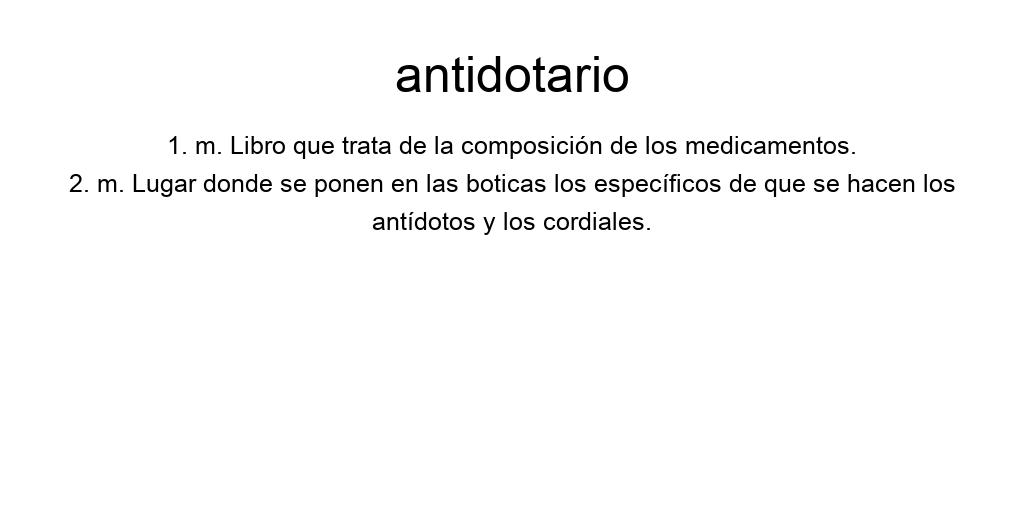 antidotario
1. m. Libro que trata de la composición de los medicamentos.
2. m. Lugar donde se ponen en las boticas los específicos de que se hacen los
antídotos y los cordiales.